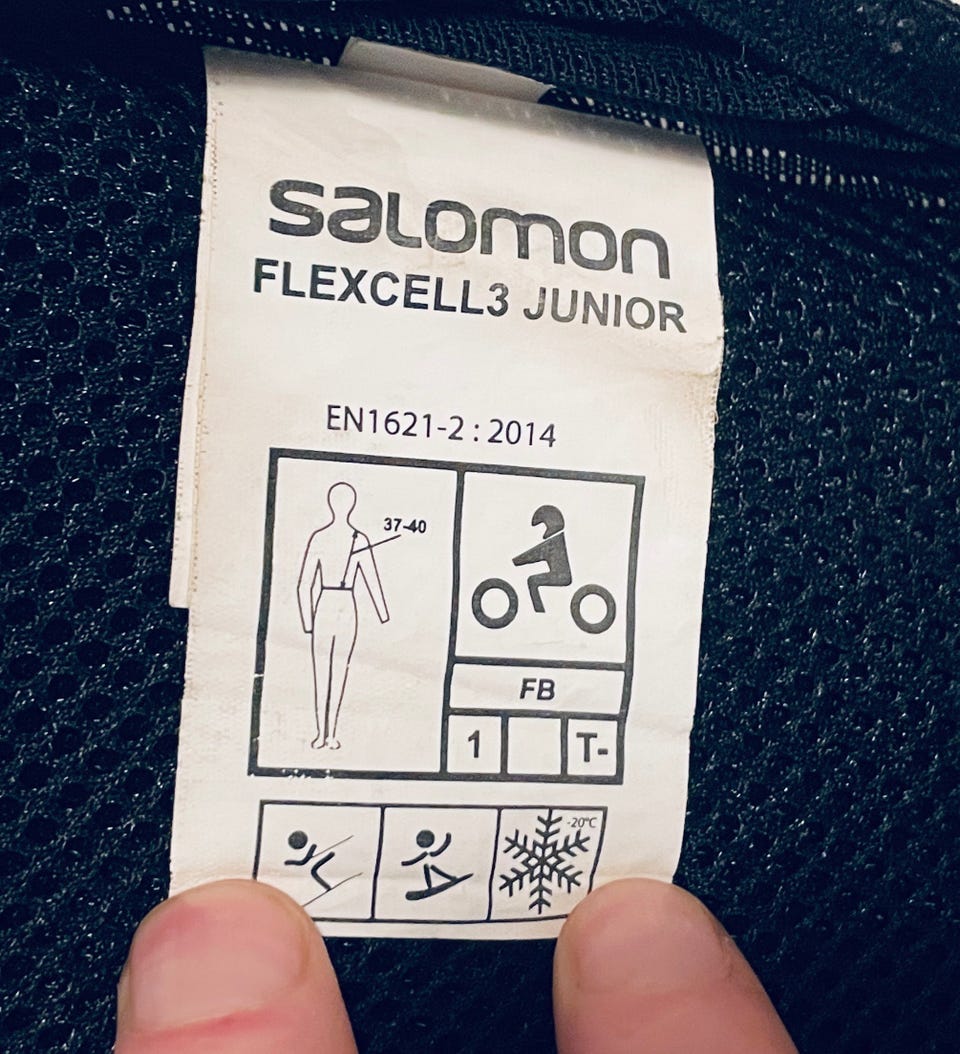 salomon
FLEXCELL3 JUNIOR
EN1621-2 : 2014
37-40
FB
1
T-
-20°C